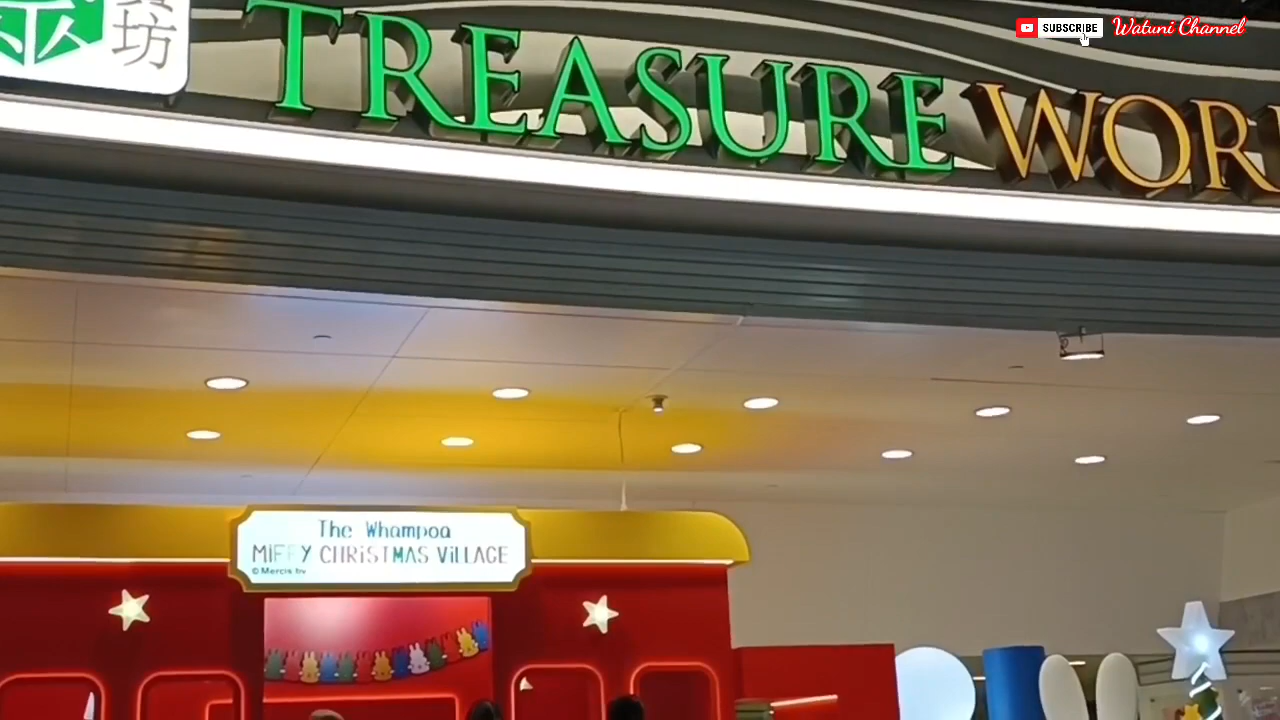 坊
TREASURE WOR
SUBSCRIBE
Watuni Channel
The Whampoa
MIFFY CHRISTMAS VILLAGE
© Mercis bv